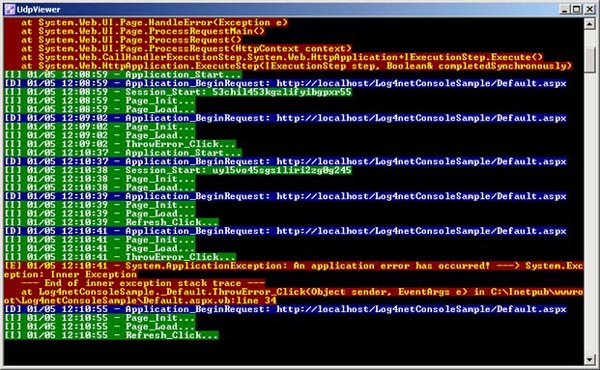 UdpViewer
at System.Web.UI.Page.HandleError(Exception e)
at System.Web.UI.Page.ProcessRequestMain()
at System.Web.UI.Page.ProcessRequest()
at System.Web.UI.Page.ProcessRequest(HttpContext context)
at System.Web.CallHandlerExecutionStep.System.Web.HttpApplication+IExecutionStep.Execute()
at System.Web.HttpApplication.ExecuteStep(IExecutionStep step, Boolean& completedSynchronously)
[I] 01/05 12:08:59 - Application_Start...
[D] 01/05 12:08:59 - Application_BeginRequest: http://localhost/Log4netConsoleSample/Default.aspx
[I] 01/05 12:08:59 - Session_Start: 53chil453kgzlifyibgpxr55
[I] 01/05 12:08:59 - Page_Init...
[I] 01/05 12:08:59 - Page_Load...
[D] 01/05 12:09:02 - Application_BeginRequest: http://localhost/Log4netConsoleSample/Default.aspx
[I] 01/05 12:09:02 - Page_Init...
[I] 01/05 12:09:02 - Page_Load...
[I] 01/05 12:09:02 - ThrowError_Click...
[I] 01/05 12:10:37 - Application_Start...
[D] 01/05 12:10:37 - Application_BeginRequest: http://localhost/Log4netConsoleSample/Default.aspx
[I] 01/05 12:10:38 - Session_Start: uyl5vo45sgs1liri2zg0g245
[I] 01/05 12:10:38 - Page_Init...
[I] 01/05 12:10:38 - Page_Load...
[D] 01/05 12:10:39 - Application_BeginRequest: http://localhost/Log4netConsoleSample/Default.aspx
[I] 01/05 12:10:39 - Page_Init...
[I] 01/05 12:10:39 - Page_Load...
[I] 01/05 12:10:39 - Refresh_Click...
[D] 01/05 12:10:41 - Application_BeginRequest: http://localhost/Log4netConsoleSample/Default.aspx
[I] 01/05 12:10:41 - Page_Init...
[I] 01/05 12:10:41 - Page_Load...
[I] 01/05 12:10:41 - ThrowError_Click...
[E] 01/05 12:10:41 - System.ApplicationException: An application error has occurred! ---> System.Exc
eption: Inner Exception
--- End of inner exception stack trace ---
at Log4netConsoleSample._Default.ThrowError_Click(Object sender, EventArgs e) in C:\Inetpub\wwwro
ot\Log4netConsoleSample\Default.aspx.vb:line 34
[D] 01/05 12:10:55 - Application_BeginRequest: http://localhost/Log4netConsoleSample/Default.aspx
[I] 01/05 12:10:55 - Page_Init...
[I] 01/05 12:10:55 - Page_Load...
[I] 01/05 12:10:55 - Refresh_Click...